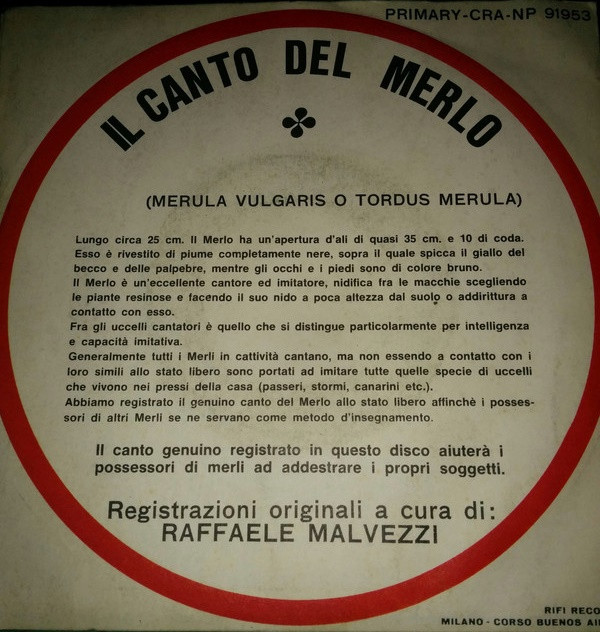 PRIMARY-CRA-NP 91953
IL CANTO DEL MERLO
(MERULA VULGARIS O TORDUS MERULA)
Lungo circa 25 cm. Il Merlo ha un'apertura d'ali di quasi 35 cm. e 10 di coda.
Esso è rivestito di piume completamente nere, sopra il quale spicca il giallo del
becco e delle palpebre, mentre gli occhi e i piedi sono di colore bruno.
Il Merlo è un'eccellente cantore ed imitatore, nidifica fra le macchie scegliendo
le piante resinose e facendo il suo nido a poca altezza dal suolo o addirittura a
contatto con esso.
Fra gli uccelli cantatori è quello che si distingue particolarmente per intelligenza
e capacità imitativa.
Generalmente tutti i Merli in cattività cantano, ma non essendo a contatto con i
loro simili allo stato libero sono portati ad imitare tutte quelle specie di uccelli
che vivono nei pressi della casa (passeri, stormi, canarini etc.).
Abbiamo registrato il genuino canto del Merlo allo stato libero affinchè i posses-
sori di altri Merli se ne servano come metodo d'insegnamento.
Il canto genuino registrato in questo disco aiuterà i
possessori di merli ad addestrare i propri soggetti.
Registrazioni originali a cura di:
RAFFAELE MALVEZZI
RIFI RECO
MILANO - CORSO BUENOS AI